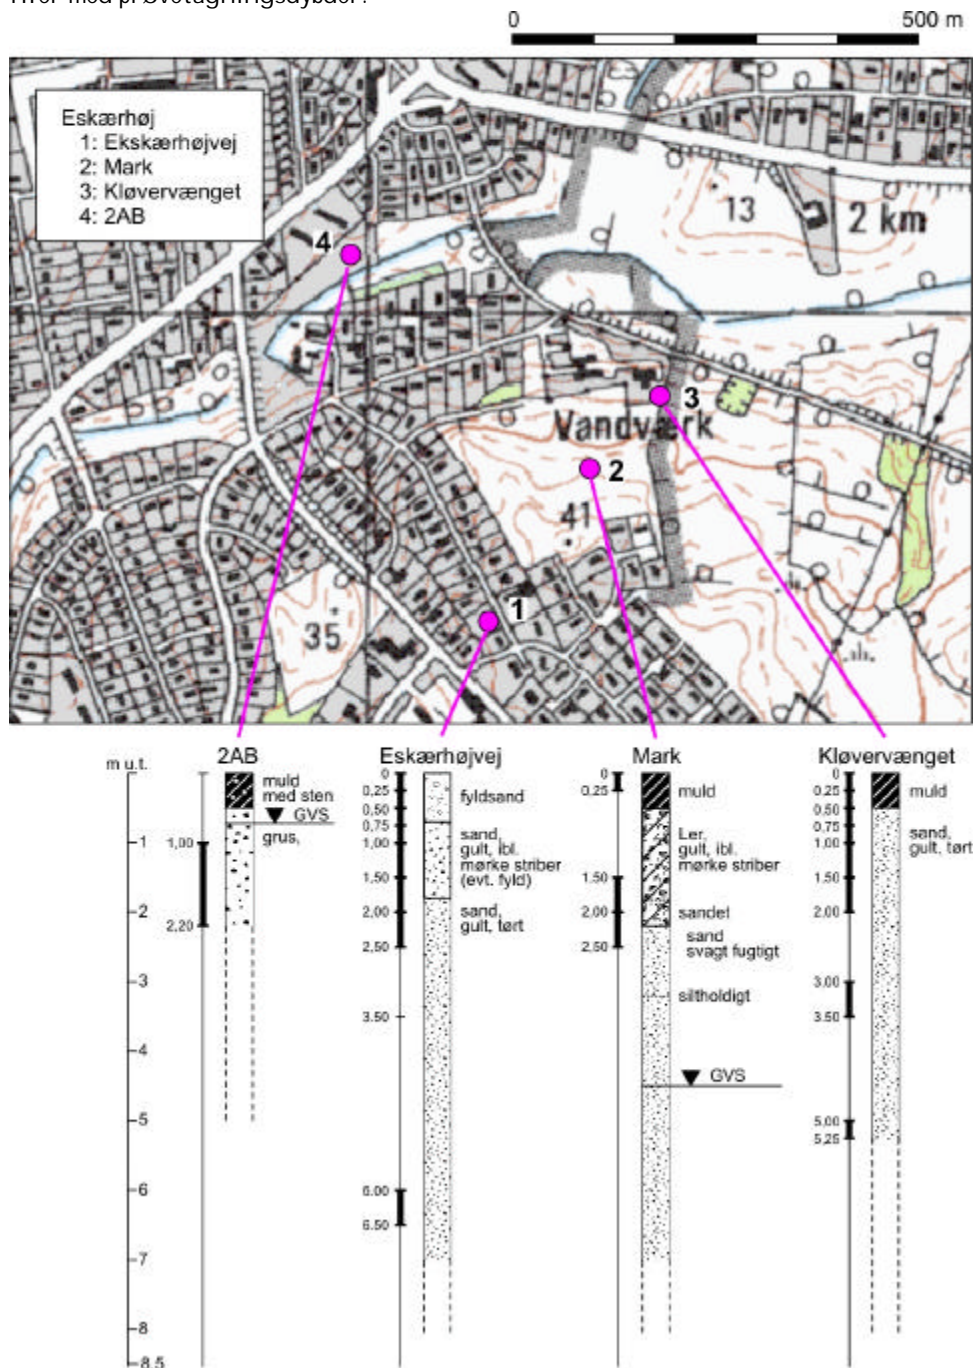 0 500 m
Eskærhøj
1: Ekskærhøjvej
2: Mark
3: Kløvervænget
4: 2AB
13
2 km
4
3
Vandværk
2
41
1
35
m u.t.
2AB
Eskærhøjvej
Mark
Kløvervænget
muld
med sten
GVS
grus,
1,00
2,20
0
0,25
0,50
0,75
1,00
1,50
2,00
2,50
3.50
6.00
6.50
fyldsand
sand,
gult, ibl.
mørke striber
(evt. fyld)
sand,
gult, tørt
0
0,25
1,50
2,00
2,50
muld
Ler,
gult, ibl.
mørke striber
sandet
sand
svagt fugtigt
siltholdigt
GVS
0
0,25
0,50
0,75
1,00
1,50
2,00
3.00
3.50
5,00
5,25
muld
sand,
gult, tørt
1
2
3
4
5
6
7
8
8.5